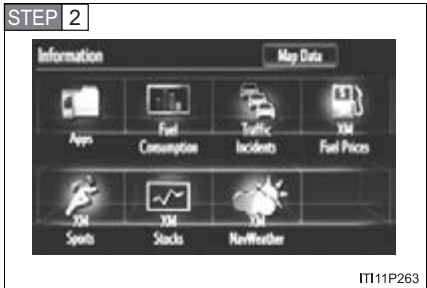 STEP 2
Information
Map Data
Apps
Fuel
Consumption
Traffic
Incidents
XM
Fuel Prices
XM
Sports
XM
Stocks
XM
NavWeather
ITI11P263